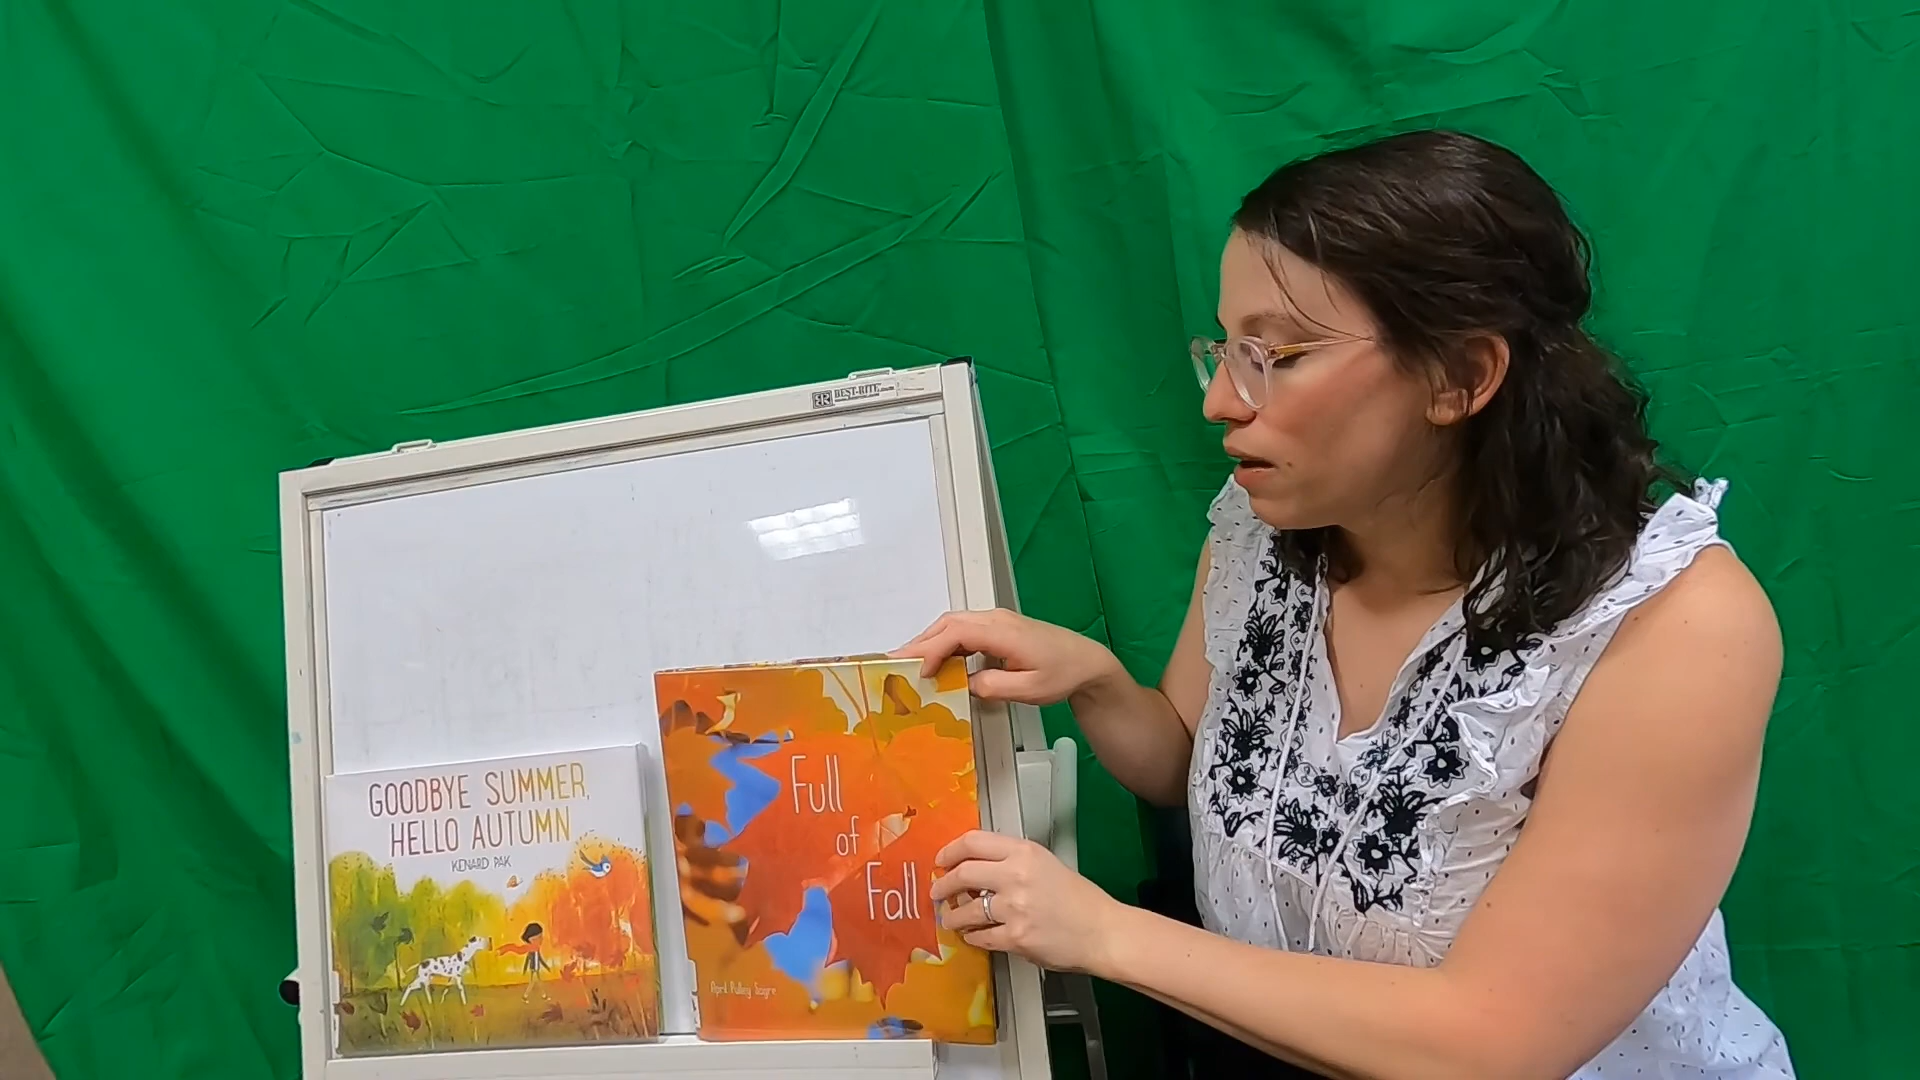 BEST-RITE
GOODBYE SUMMER,
HELLO AUTUMN
KENARD PAK
Full
of
Fall
April Pulley Sayre